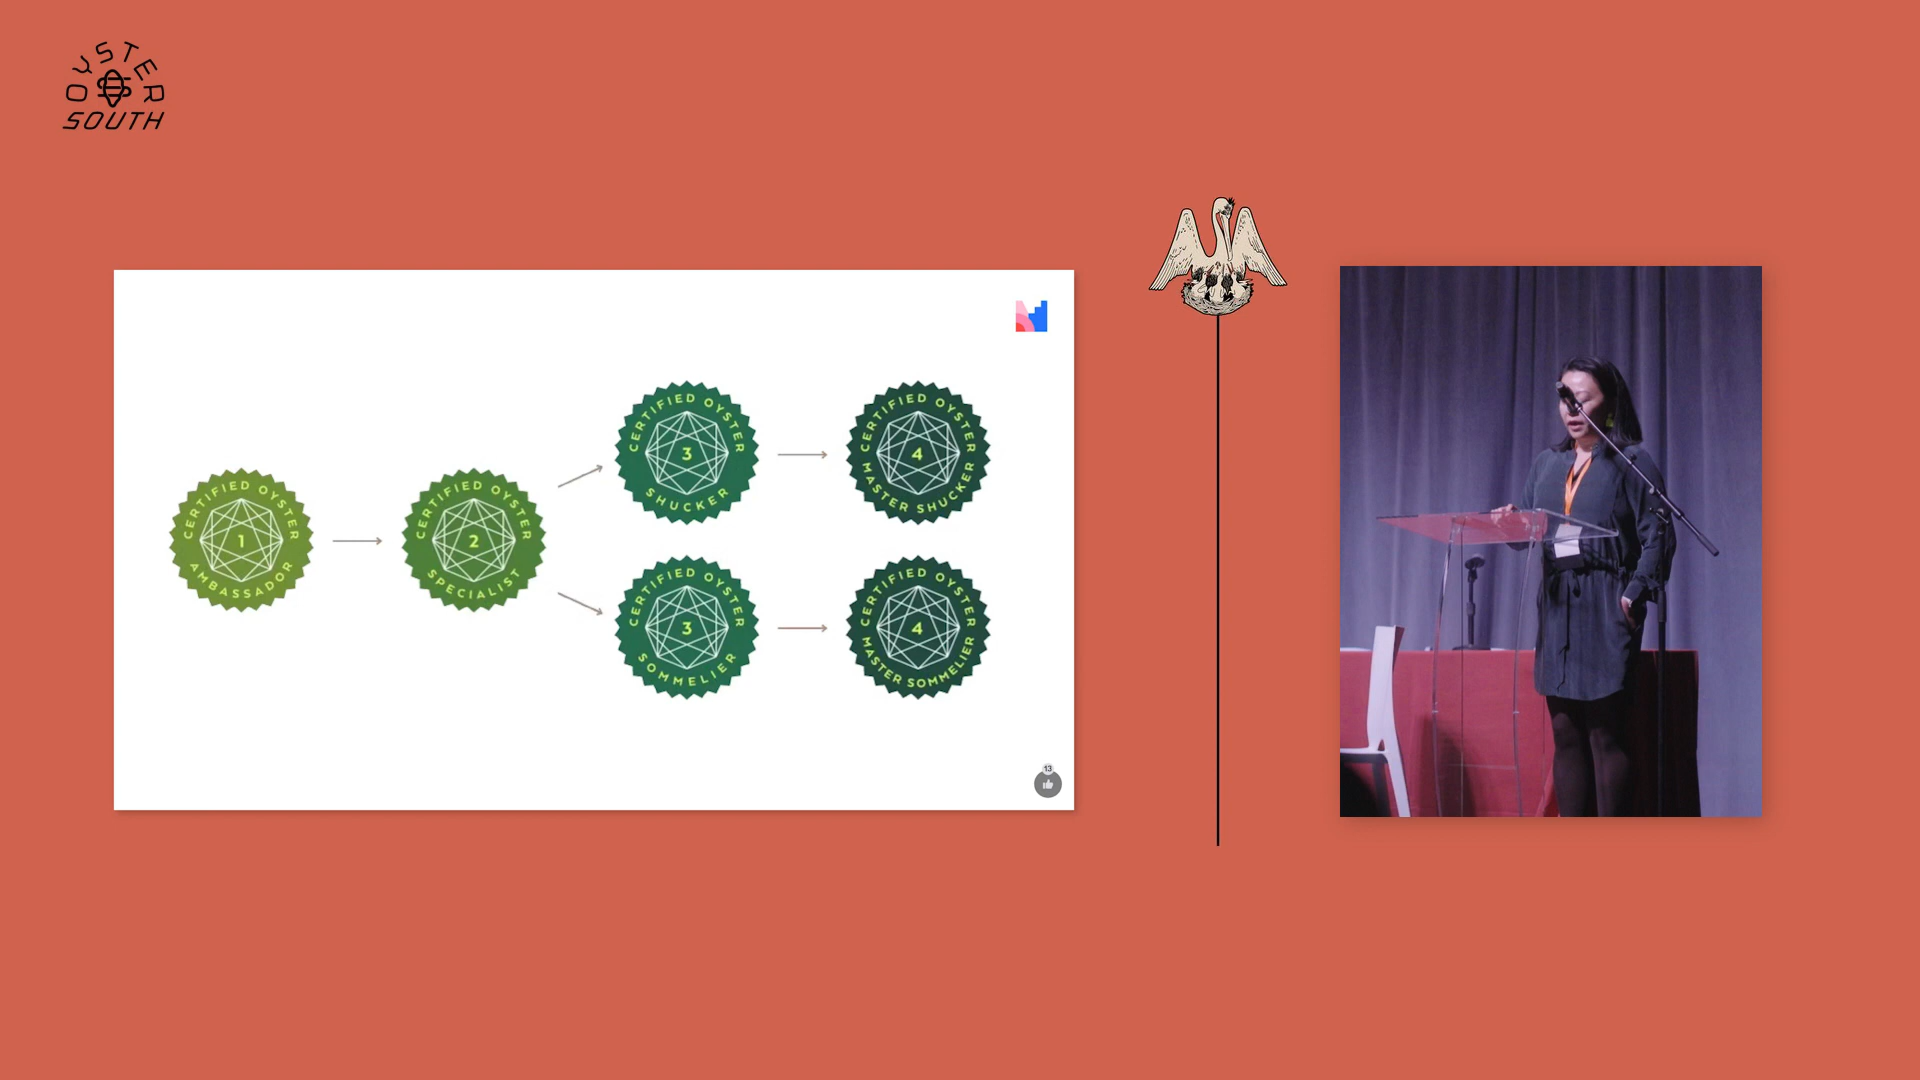 OYSTER
SOUTH
CERTIFIED OYSTER
1
AMBASSADOR
CERTIFIED OYSTER
2
SPECIALIST
CERTIFIED OYSTER
3
SHUCKER
CERTIFIED OYSTER
4
MASTER SHUCKER
CERTIFIED OYSTER
3
SOMMELIER
CERTIFIED OYSTER
4
MASTER SOMMELIER
13